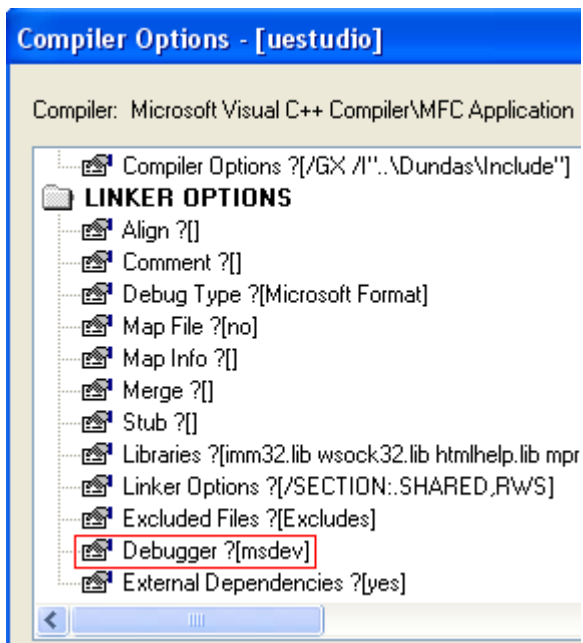 Compiler Options - [uestudio]
Compiler: Microsoft Visual C++ Compiler\MFC Application
Compiler Options ?[/GX /I"..\Dundas\Include"]
LINKER OPTIONS
Align ?[]
Comment ?[]
Debug Type ?[Microsoft Format]
Map File ?[no]
Map Info ?[]
Merge ?[]
Stub ?[]
Libraries ?[imm32.lib wsock32.lib htmlhelp.lib mpr
Linker Options ?[/SECTION:.SHARED,RWS]
Excluded Files ?[Excludes]
Debugger ?[msdev]
External Dependencies ?[yes]